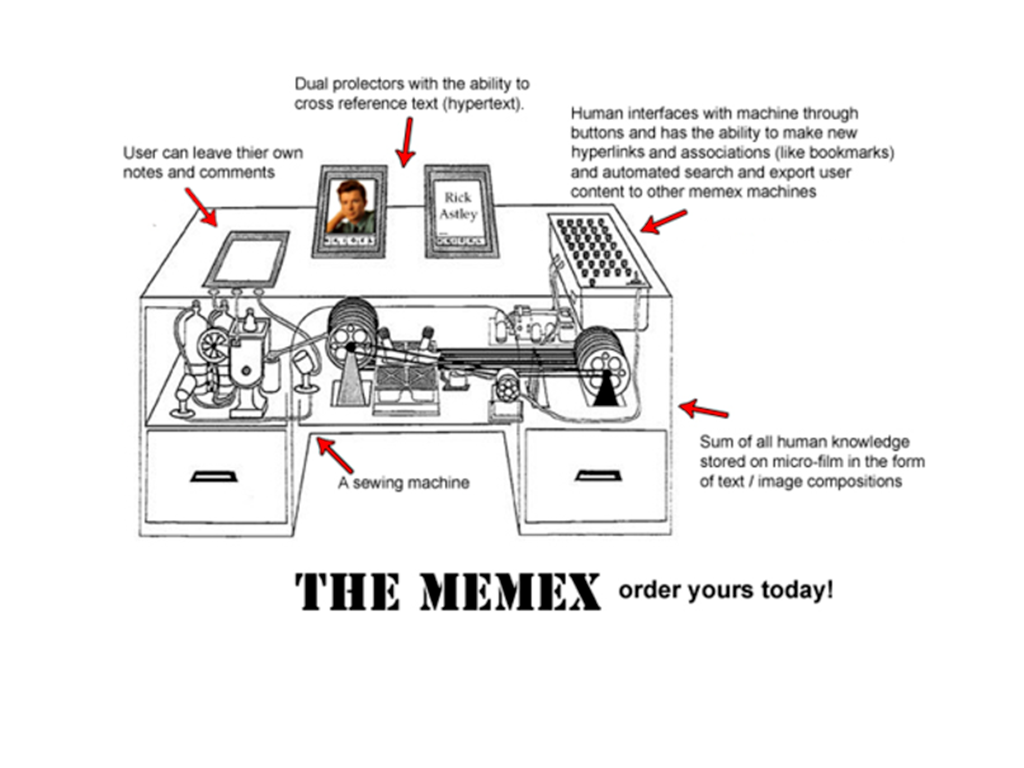 Dual prolectors with the ability to
cross reference text (hypertext).
Human interfaces with machine through
buttons and has the ability to make new
hyperlinks and associations (like bookmarks)
and automated search and export user
content to other memex machines
User can leave thier own
notes and comments
Rick
Astley
Sum of all human knowledge
stored on micro-film in the form
of text / image compositions
A sewing machine
THE MEMEX order yours today!